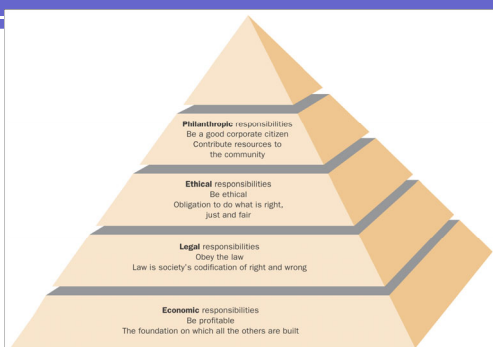 Philanthropic responsibilities
Be a good corporate citizen
Contribute resources to
the community
Ethical responsibilities
Be ethical
Obligation to do what is right,
just and fair
Legal responsibilities
Obey the law
Law is society's codification of right and wrong
Economic responsibilities
Be profitable
The foundation on which all the others are built